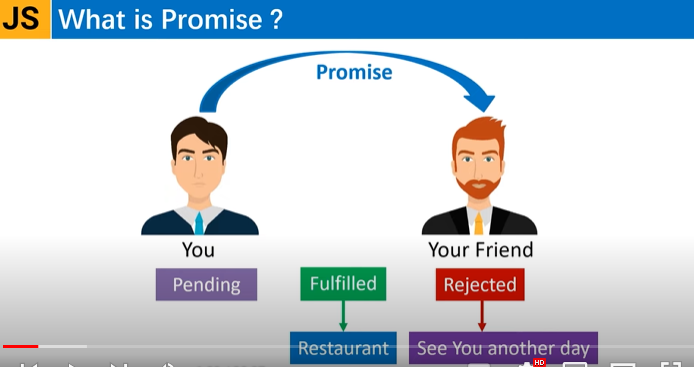 JS What is Promise ?
Promise
You Your Friend
Pending Fulfilled Rejected
Restaurant See You another day
HD